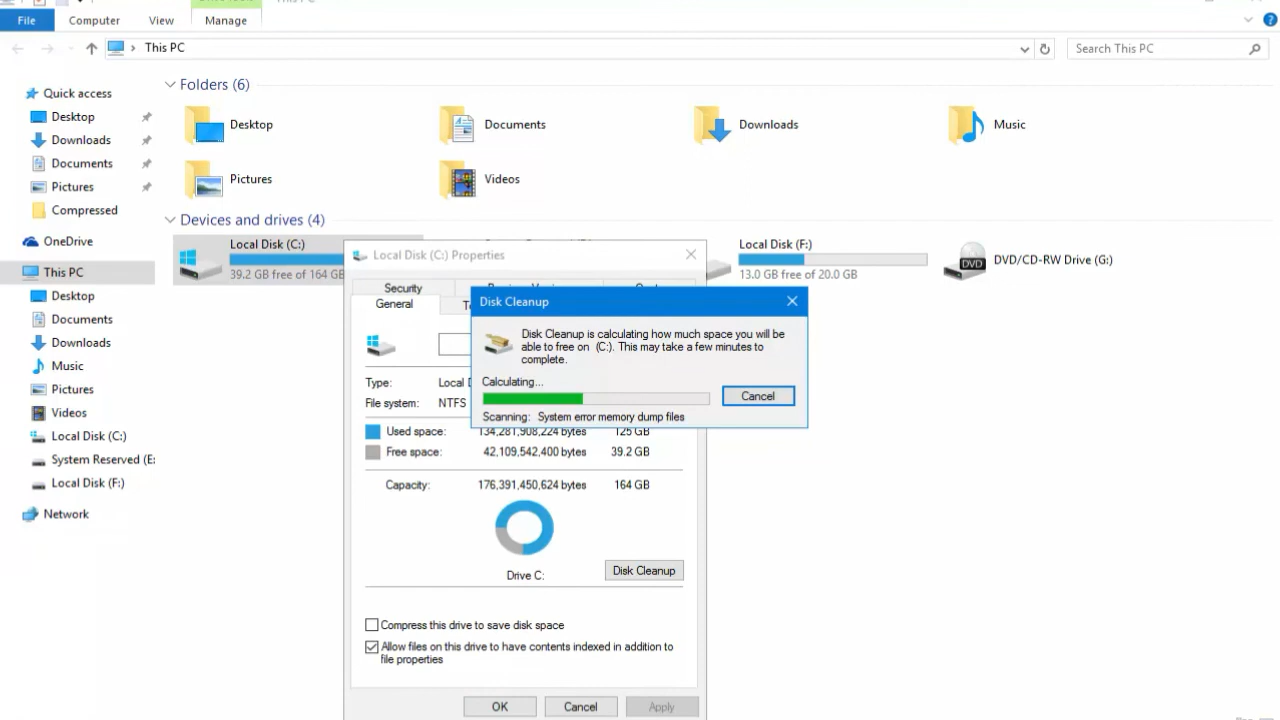 File
Computer
View
Manage
This PC
Search This PC
Quick access
Desktop
Downloads
Documents
Pictures
Compressed
OneDrive
This PC
Desktop
Documents
Downloads
Music
Pictures
Videos
Local Disk (C:)
System Reserved (E:
Local Disk (F:)
Network
Folders (6)
Desktop
Documents
Downloads
Music
Pictures
Videos
Devices and drives (4)
Local Disk (C:)
39.2 GB free of 164 GB
Local Disk (F:)
13.0 GB free of 20.0 GB
DVD/CD-RW Drive (G:)
DVD
Local Disk (C:) Properties
Security
General
Disk Cleanup
Disk Cleanup is calculating how much space you will be
able to free on (C:). This may take a few minutes to
complete.
Calculating...
Cancel
Scanning: System error memory dump files
Type: Local
File system: NTFS
Used space: 134,281,908,224 bytes 125 GB
Free space: 42,109,542,400 bytes 39.2 GB
Capacity: 176,391,450,624 bytes 164 GB
Drive C:
Disk Cleanup
Compress this drive to save disk space
Allow files on this drive to have contents indexed in addition to
file properties
OK
Cancel
Apply